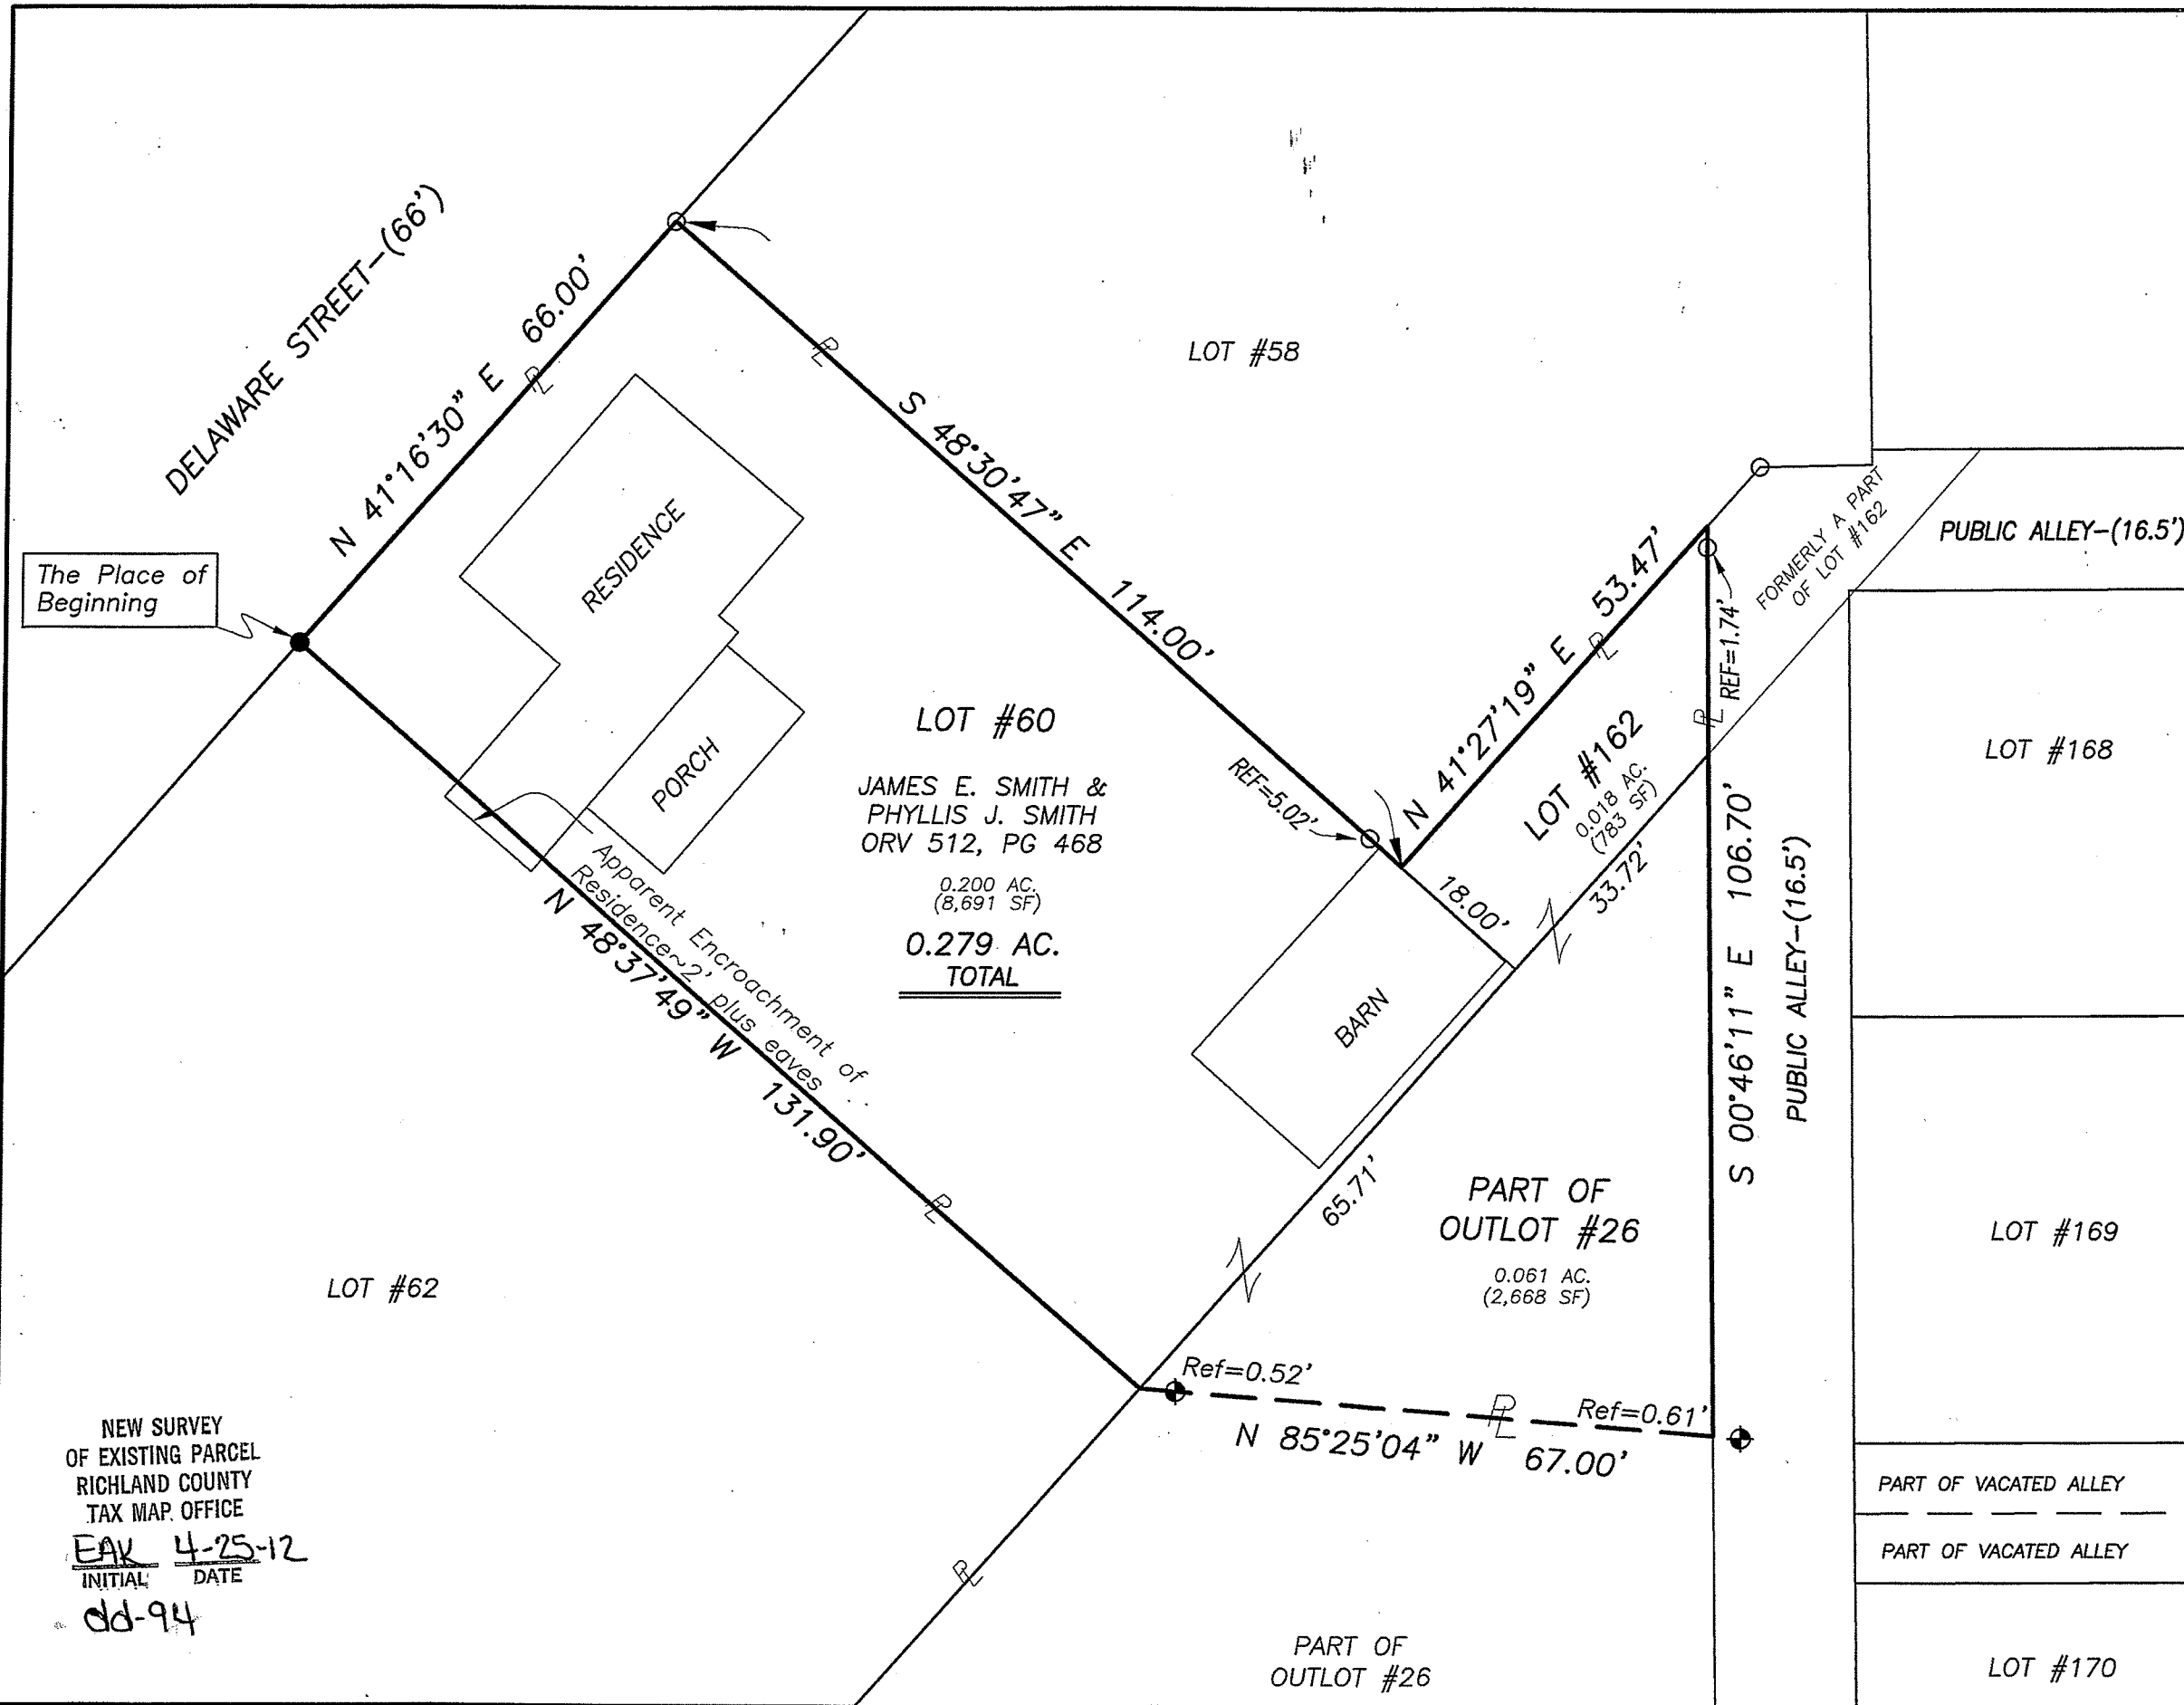 DELAWARE STREET-(66')
N 41°16'30" E 66.00'
The Place of
Beginning
RESIDENCE
PORCH
S 48°30'47" E 114.00'
LOT #58
LOT #60
JAMES E. SMITH &
PHYLLIS J. SMITH
ORV 512, PG 468
0.200 AC.
(8,691 SF)
0.279 AC.
TOTAL
REF=5.02'
N 41°27'19" E 53.47'
REF=1.74'
FORMERLY A PART
OF LOT #162
PUBLIC ALLEY-(16.5')
LOT #162
0.018 AC.
(783 SF)
18.00'
33.72'
LOT #168
S 00°46'11" E 106.70'
PUBLIC ALLEY-(16.5')
Apparent Encroachment of
Residence~2' plus eaves
N 48°37'49" W 131.90'
BARN
65.71'
PART OF
OUTLOT #26
0.061 AC.
(2,668 SF)
LOT #169
LOT #62
Ref=0.52'
Ref=0.61'
N 85°25'04" W 67.00'
NEW SURVEY
OF EXISTING PARCEL
RICHLAND COUNTY
TAX MAP OFFICE
EAK 4-25-12
INITIAL DATE
dd-94
PART OF VACATED ALLEY
PART OF VACATED ALLEY
PART OF
OUTLOT #26
LOT #170